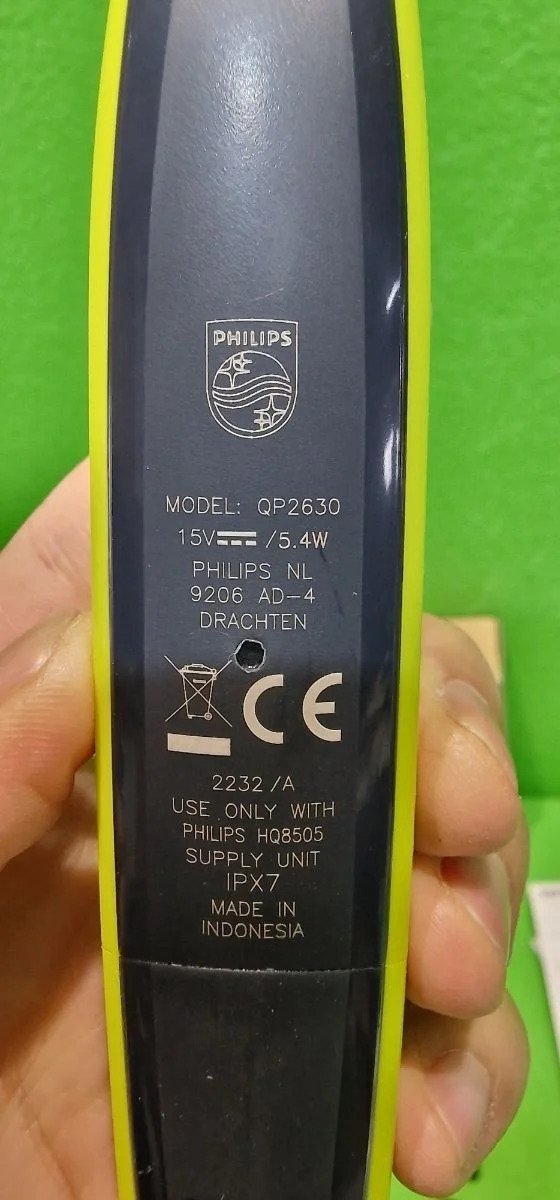 PHILIPS
MODEL: QP2630
15V⎓/5.4W
PHILIPS NL
9206 AD-4
DRACHTEN
CE
2232/A
USE ONLY WITH
PHILIPS HQ8505
SUPPLY UNIT
IPX7
MADE IN
INDONESIA